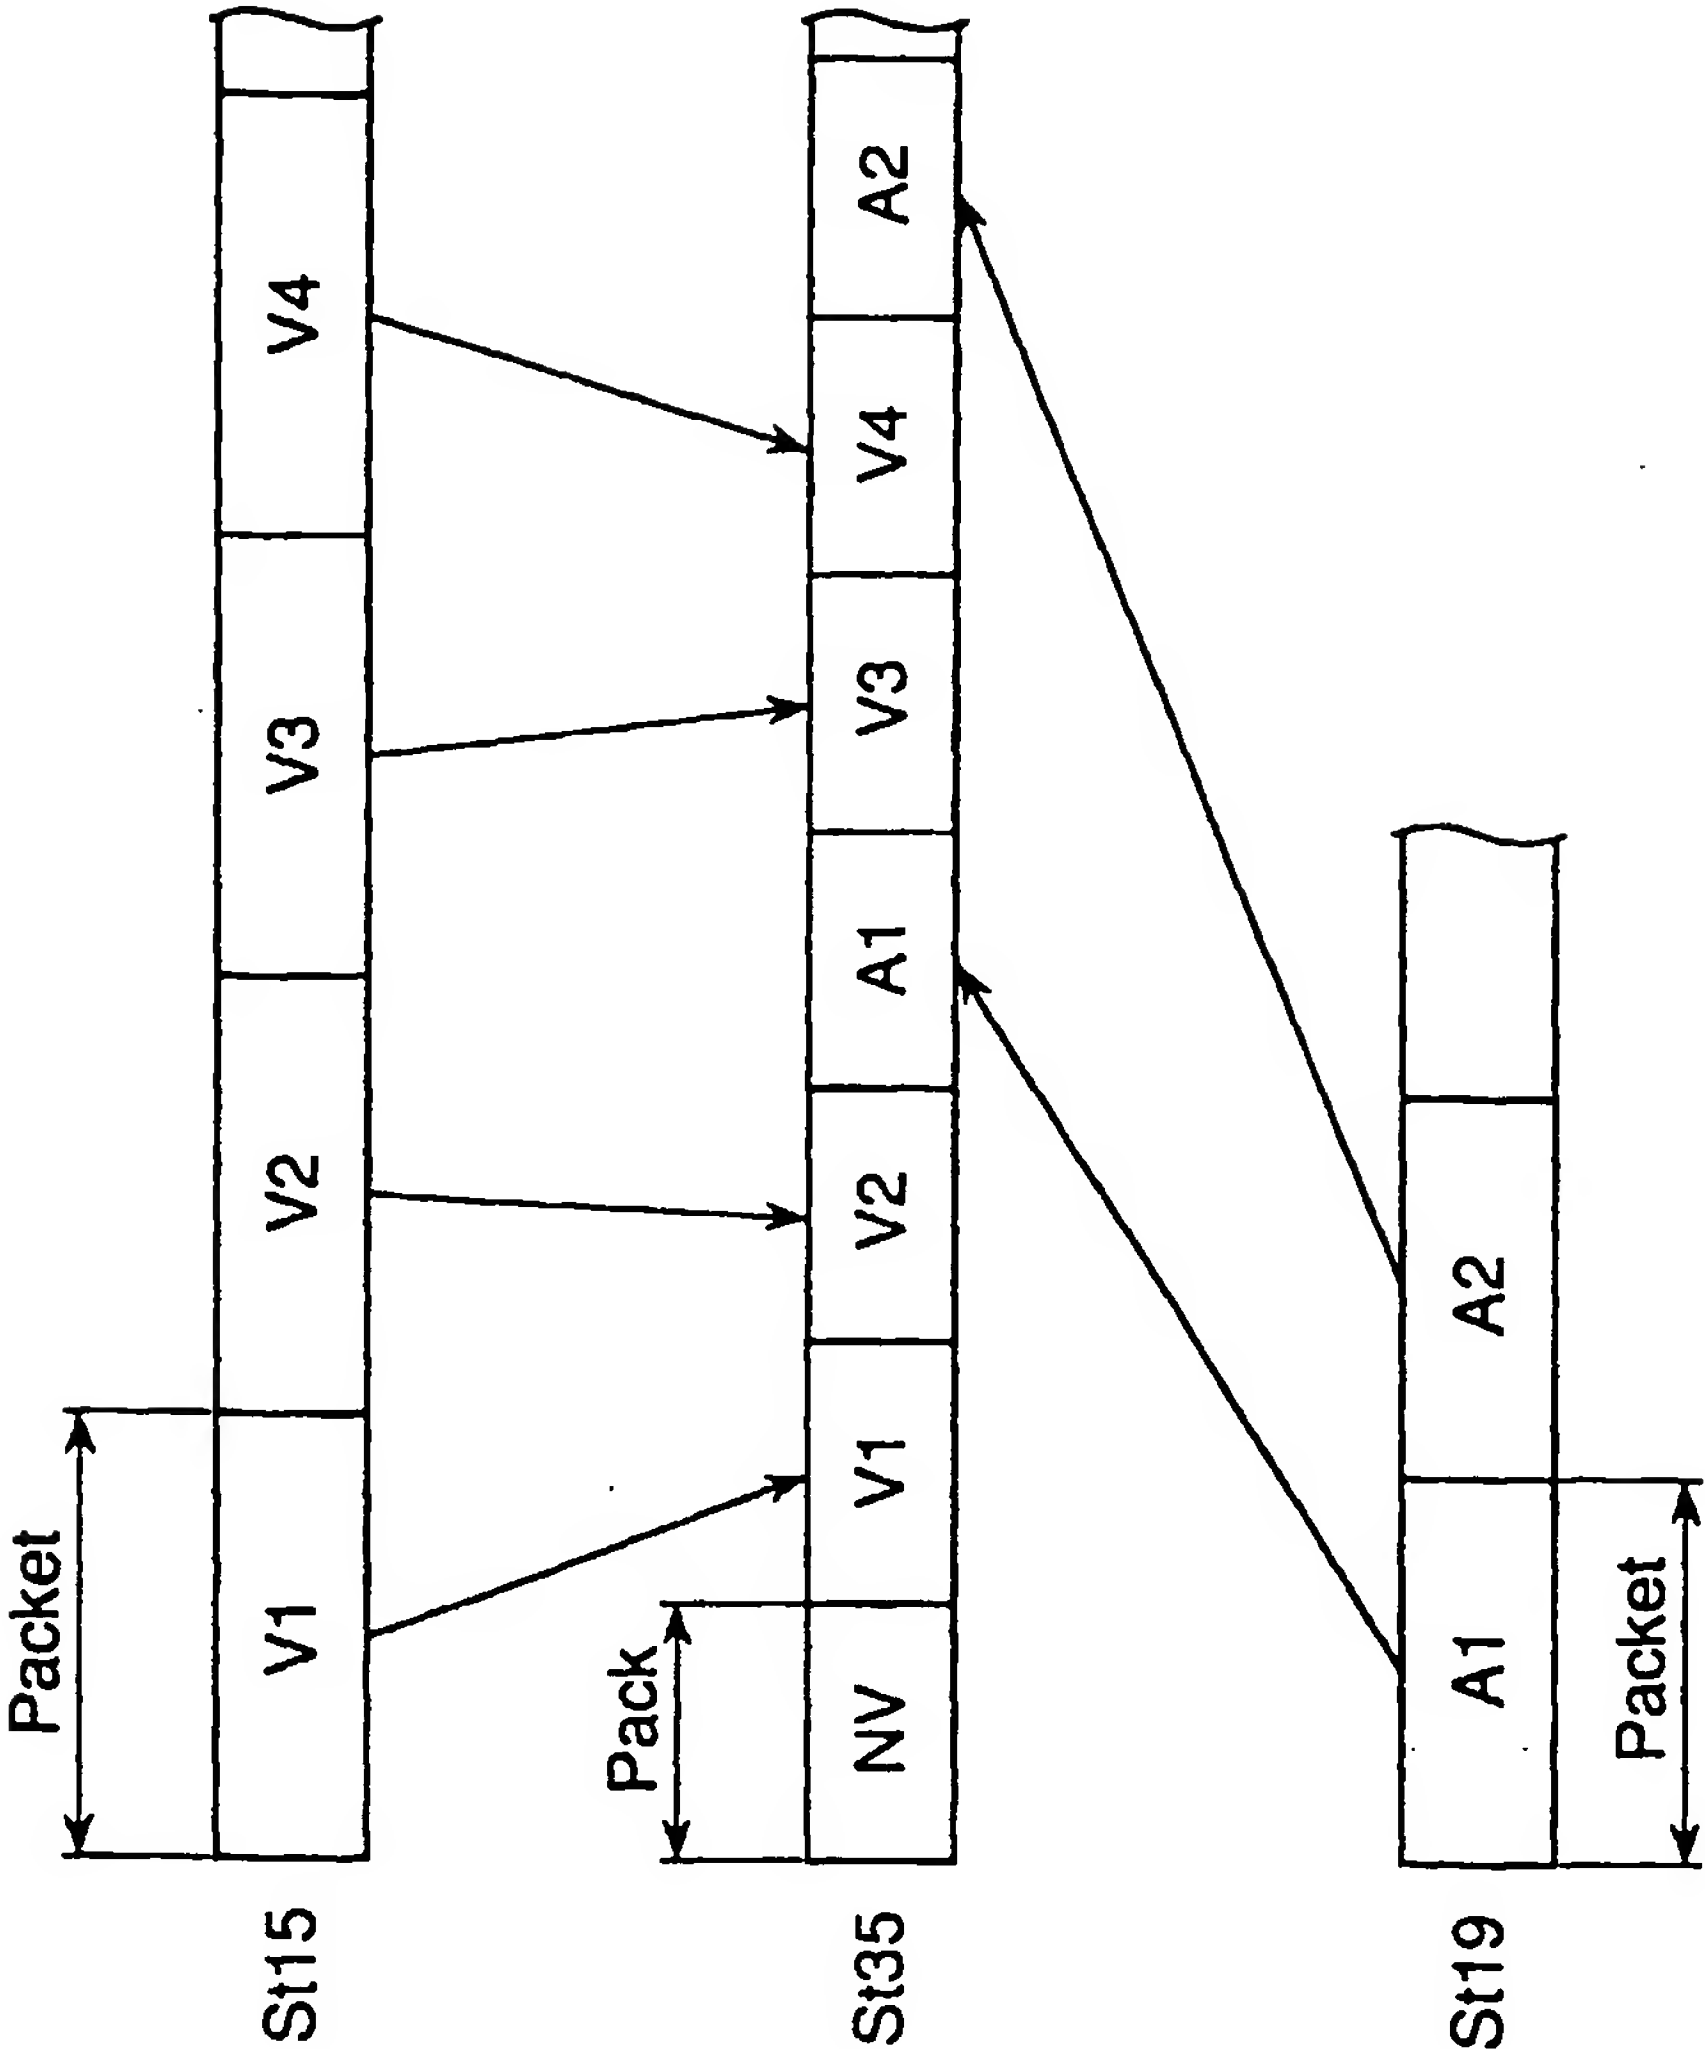 Packet
St15 V1 V2 V3 V4
Pack
St35 NV V1 V2 A1 V3 V4 A2
St19 A1 A2
Packet